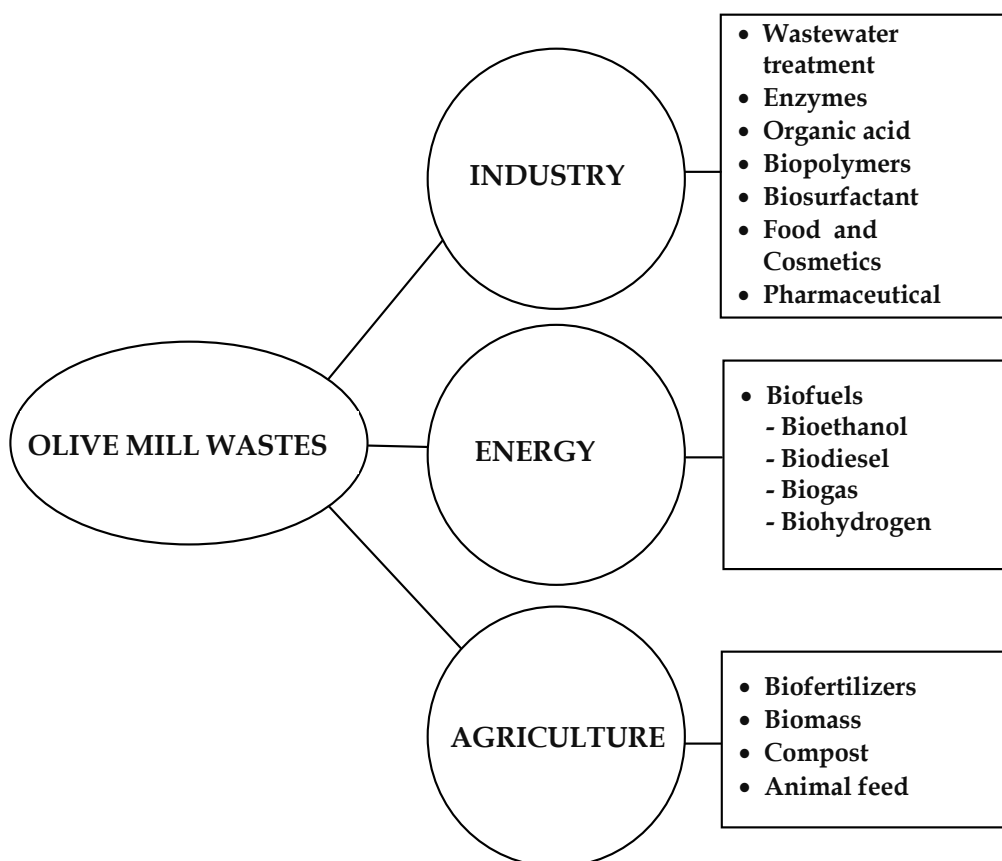 OLIVE MILL WASTES
INDUSTRY
• Wastewater
treatment
• Enzymes
• Organic acid
• Biopolymers
• Biosurfactant
• Food and
Cosmetics
• Pharmaceutical
ENERGY
• Biofuels
- Bioethanol
- Biodiesel
- Biogas
- Biohydrogen
AGRICULTURE
• Biofertilizers
• Biomass
• Compost
• Animal feed